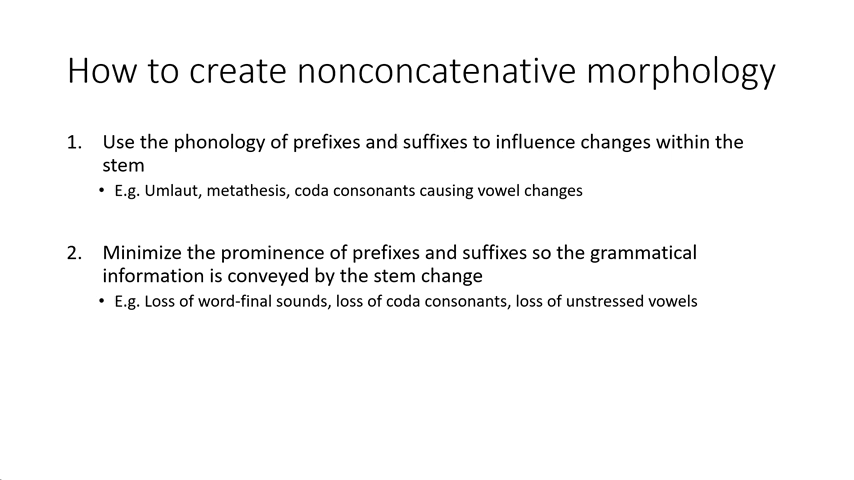 How to create nonconcatenative morphology
1. Use the phonology of prefixes and suffixes to influence changes within the
stem
• E.g. Umlaut, metathesis, coda consonants causing vowel changes
2. Minimize the prominence of prefixes and suffixes so the grammatical
information is conveyed by the stem change
• E.g. Loss of word-final sounds, loss of coda consonants, loss of unstressed vowels